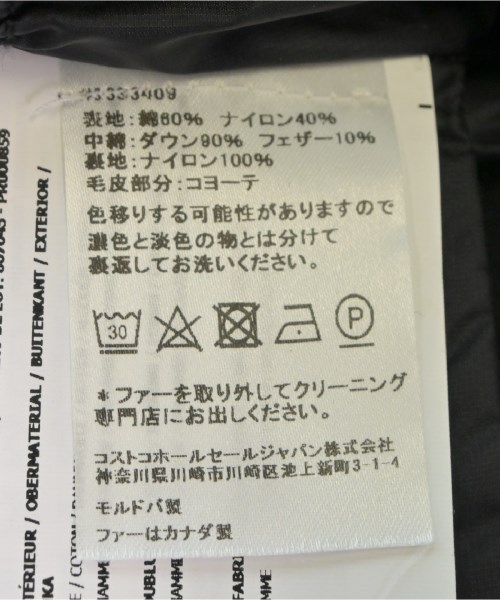 表地:綿60% ナイロン40%
中綿:ダウン90% フェザー10%
裏地:ナイロン100%
毛皮部分:コヨーテ
色移りする可能性がありますので
濃色と淡色の物とは分けて
裏返してお洗いください。
30
P
*ファーを取り外してクリーニング
専門店にお出しください。
コストコホールセールジャパン株式会社
神奈川県川崎市川崎区池上新町3-1-4
モルドバ製
ファーはカナダ製
TÉRIEUR / OBERMATERIAL / BUITENKANT / EXTERIOR /